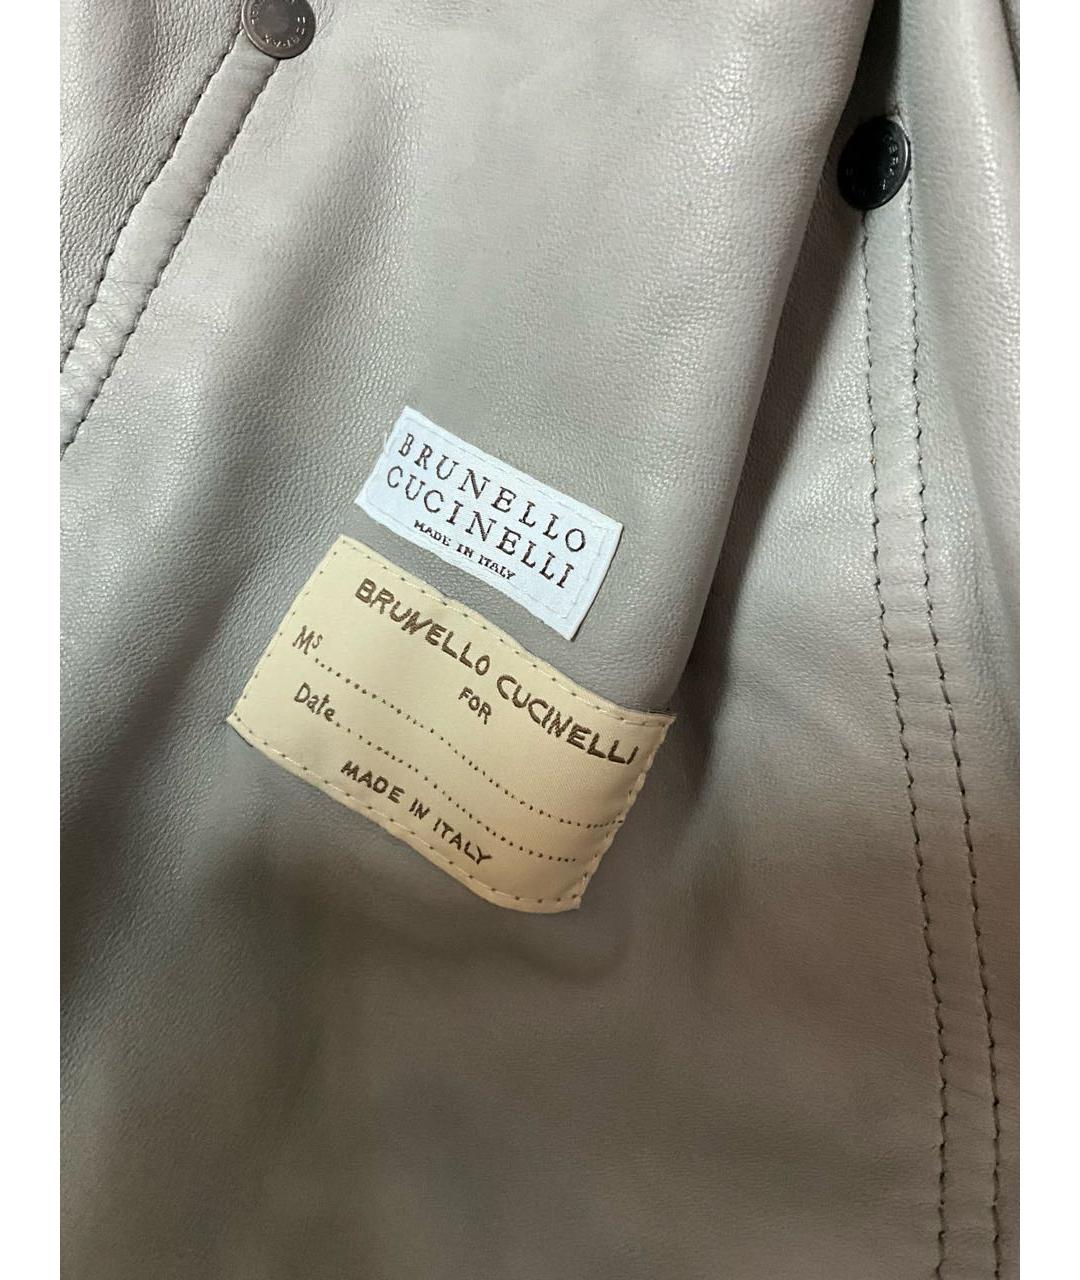 BRUNELLO
CUCINELLI
MADE IN ITALY
BRUNELLO CUCINELLI
FOR
Ms....................................
Date..............................
MADE IN ITALY